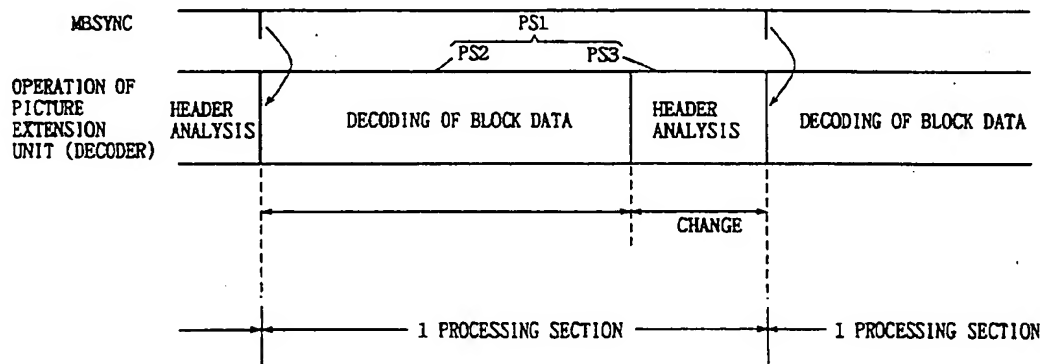 MBSYNC
PS1
PS2
PS3
OPERATION OF
PICTURE
EXTENSION
UNIT (DECODER)
HEADER
ANALYSIS
DECODING OF BLOCK DATA
HEADER
ANALYSIS
DECODING OF BLOCK DATA
CHANGE
1 PROCESSING SECTION
1 PROCESSING SECTION